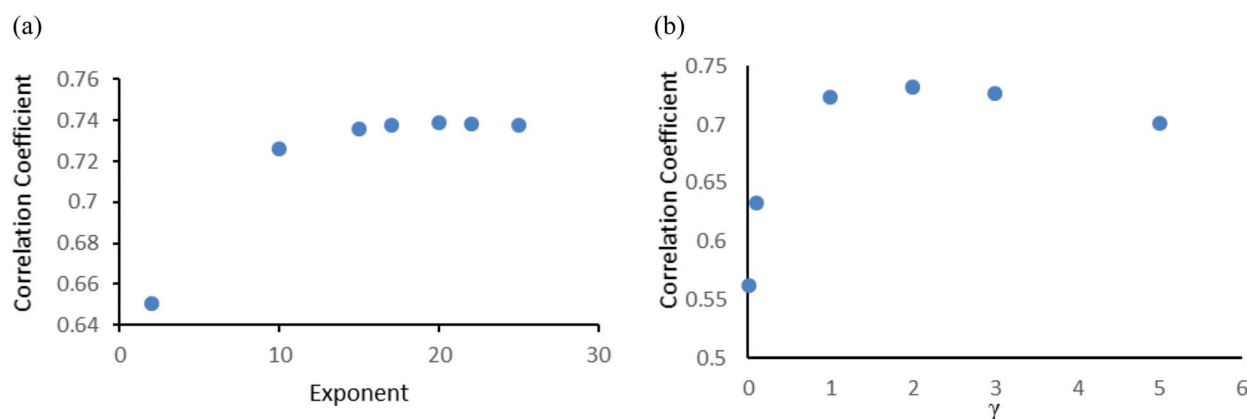 (a)
Correlation Coefficient
0.76
0.74
0.72
0.7
0.68
0.66
0.64
0 10 20 30
Exponent
(b)
Correlation Coefficient
0.75
0.7
0.65
0.6
0.55
0.5
0 1 2 3 4 5 6
γ